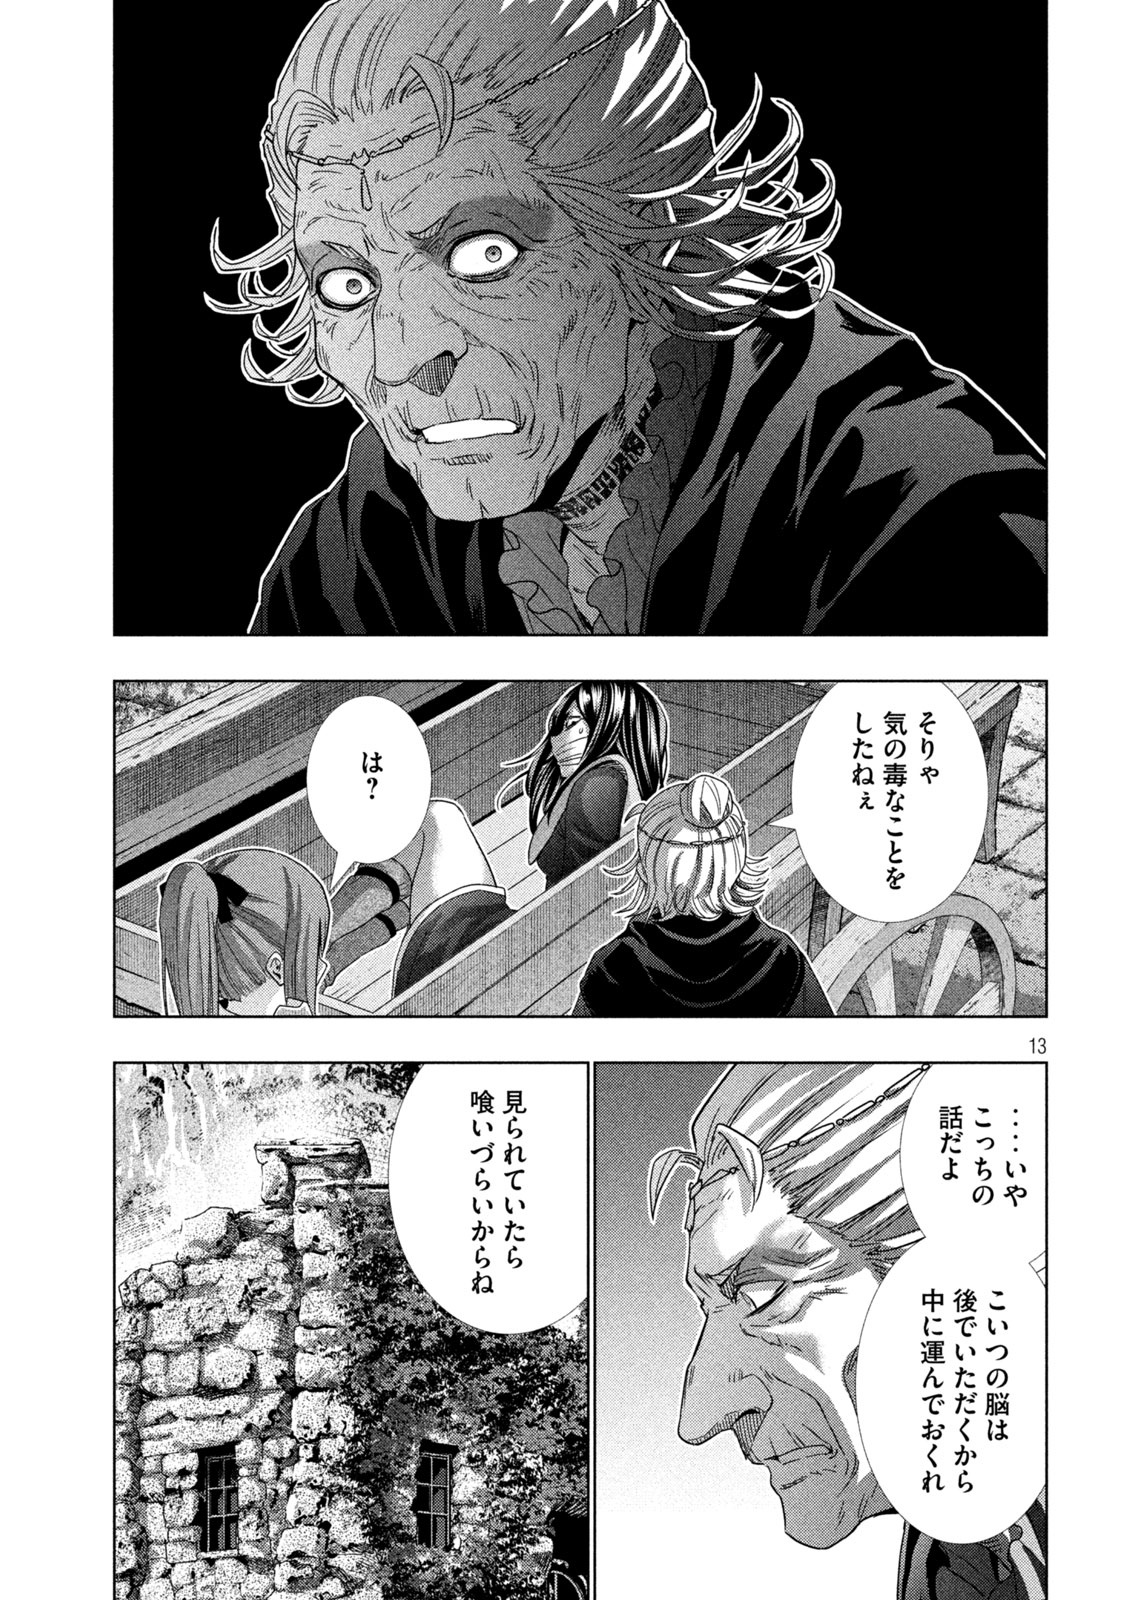 そりゃ
気の毒なことを
したねぇ
は?
13
‥‥いや
こっちの
話だよ
こいつの脳は
後でいただくから
中に運んでおくれ
見られていたら
喰いづらいからね